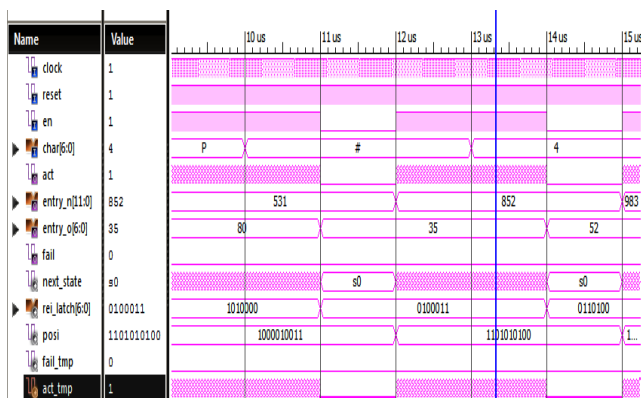 Name Value 10 us 11 us 12 us 13 us 14 us 15 us
clock 1
reset 1
en 1
char[6:0] 4 P # 4
act 1
entry_n[11:0] 852 531 852 983
entry_o[6:0] 35 80 35 52
fail 0
next_state s0 s0 s0
rei_latch[6:0] 0100011 1010000 0100011 0110100
posi 1101010100 1000010011 1101010100 1...
fail_tmp 0
act_tmp 1